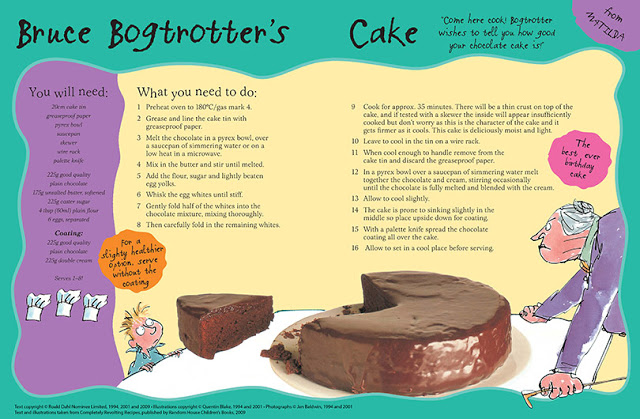 Bruce Bogtrotter's Cake
"Come here cook! Bogtrotter
wishes to tell you how good
your chocolate cake is!"
from
MATILDA
You will need:
20cm cake tin
greaseproof paper
pyrex bowl
saucepan
skewer
wire rack
palette knife
225g good quality
plain chocolate
175g unsalted butter, softened
225g caster sugar
4 tbsp (60ml) plain flour
6 eggs, separated
Coating:
225g good quality
plain chocolate
225g double cream
Serves 1-8!
What you need to do:
1 Preheat oven to 180°C/gas mark 4.
2 Grease and line the cake tin with
greaseproof paper.
3 Melt the chocolate in a pyrex bowl, over
a saucepan of simmering water or on a
low heat in a microwave.
4 Mix in the butter and stir until melted.
5 Add the flour, sugar and lightly beaten
egg yolks.
6 Whisk the egg whites until stiff.
7 Gently fold half of the whites into the
chocolate mixture, mixing thoroughly.
8 Then carefully fold in the remaining whites.
For a
slighty healthier
option, serve
without the
coating.
9 Cook for approx. 35 minutes. There will be a thin crust on top of the
cake, and if tested with a skewer the inside will appear insufficiently
cooked but don't worry as this is the character of the cake and it
gets firmer as it cools. This cake is deliciously moist and light.
10 Leave to cool in the tin on a wire rack.
11 When cool enough to handle remove from the
cake tin and discard the greaseproof paper.
12 In a pyrex bowl over a saucepan of simmering water melt
together the chocolate and cream, stirring occasionally
until the chocolate is fully melted and blended with the cream.
13 Allow to cool slightly.
14 The cake is prone to sinking slightly in the
middle so place upside down for coating.
15 With a palette knife spread the chocolate
coating all over the cake.
16 Allow to set in a cool place before serving.
The
best ever
birthday
cake
Text copyright © Roald Dahl Nominee Limited, 1994, 2001 and 2009 • Illustrations copyright © Quentin Blake, 1994 and 2001 • Photographs © Jan Baldwin, 1994 and 2001
Text and illustrations taken from Completely Revolting Recipes published by Random House Children's Books, 2009